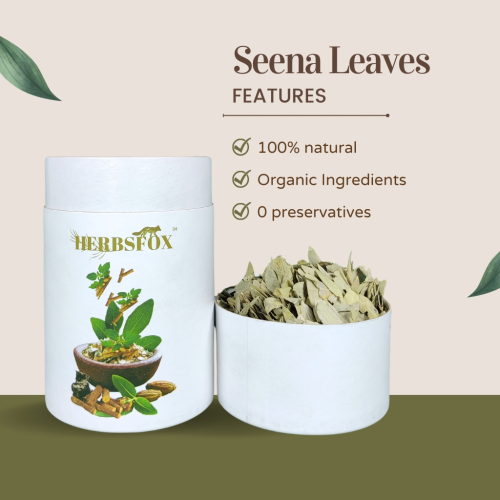 Seena Leaves
FEATURES
100% natural
Organic Ingredients
0 preservatives
HERBSFOX